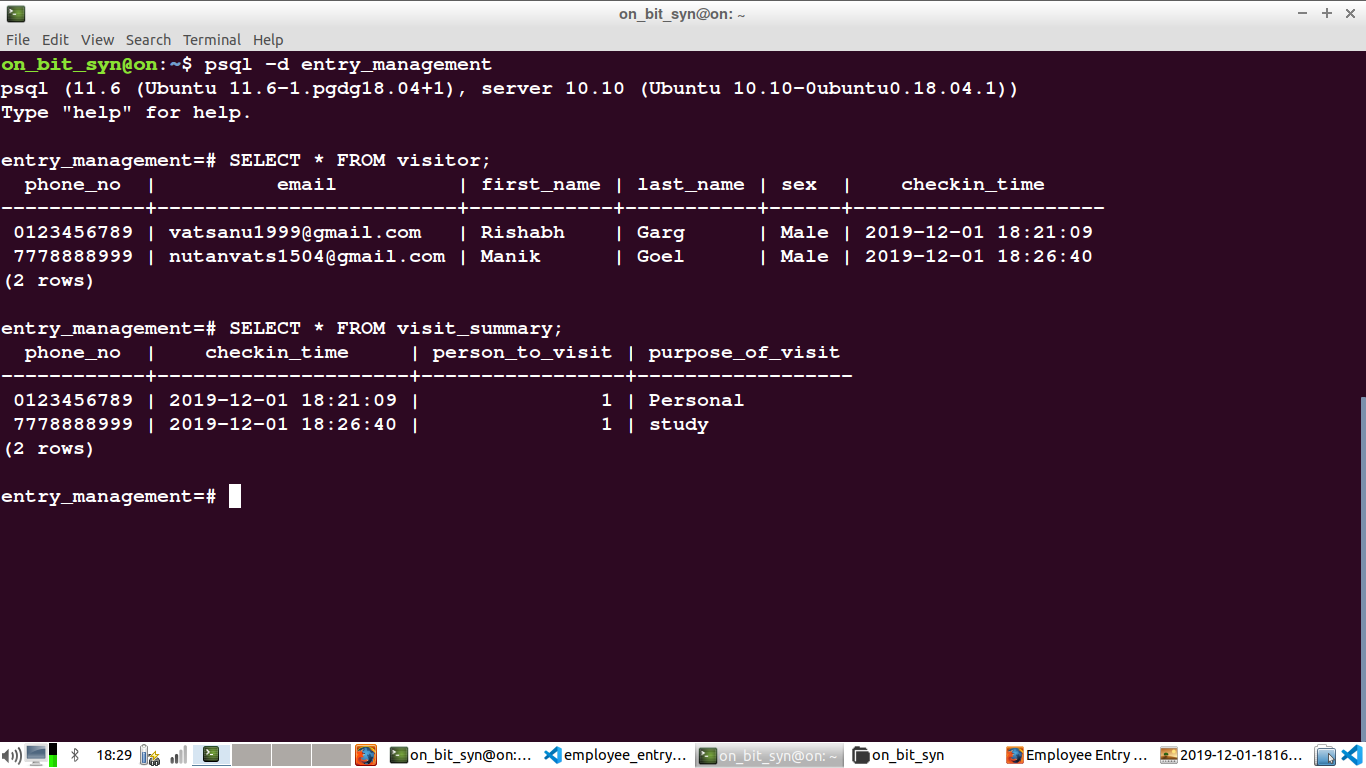 on_bit_syn@on: ~
File Edit View Search Terminal Help
on_bit_syn@on:~$ psql -d entry_management
psql (11.6 (Ubuntu 11.6-1.pgdg18.04+1), server 10.10 (Ubuntu 10.10-0ubuntu0.18.04.1))
Type "help" for help.
entry_management=# SELECT * FROM visitor;
  phone_no  |          email          | first_name | last_name | sex  |    checkin_time
------------+-------------------------+------------+-----------+------+---------------------
 0123456789 | vatsanu1999@gmail.com   | Rishabh    | Garg      | Male | 2019-12-01 18:21:09
 7778888999 | nutanvats1504@gmail.com | Manik      | Goel      | Male | 2019-12-01 18:26:40
(2 rows)
entry_management=# SELECT * FROM visit_summary;
  phone_no  |    checkin_time     | person_to_visit | purpose_of_visit
------------+---------------------+-----------------+------------------
 0123456789 | 2019-12-01 18:21:09 |               1 | Personal
 7778888999 | 2019-12-01 18:26:40 |               1 | study
(2 rows)
entry_management=#
18:29 on_bit_syn@on:... employee_entry... on_bit_syn@on: ~ on_bit_syn Employee Entry ... 2019-12-01-1816...